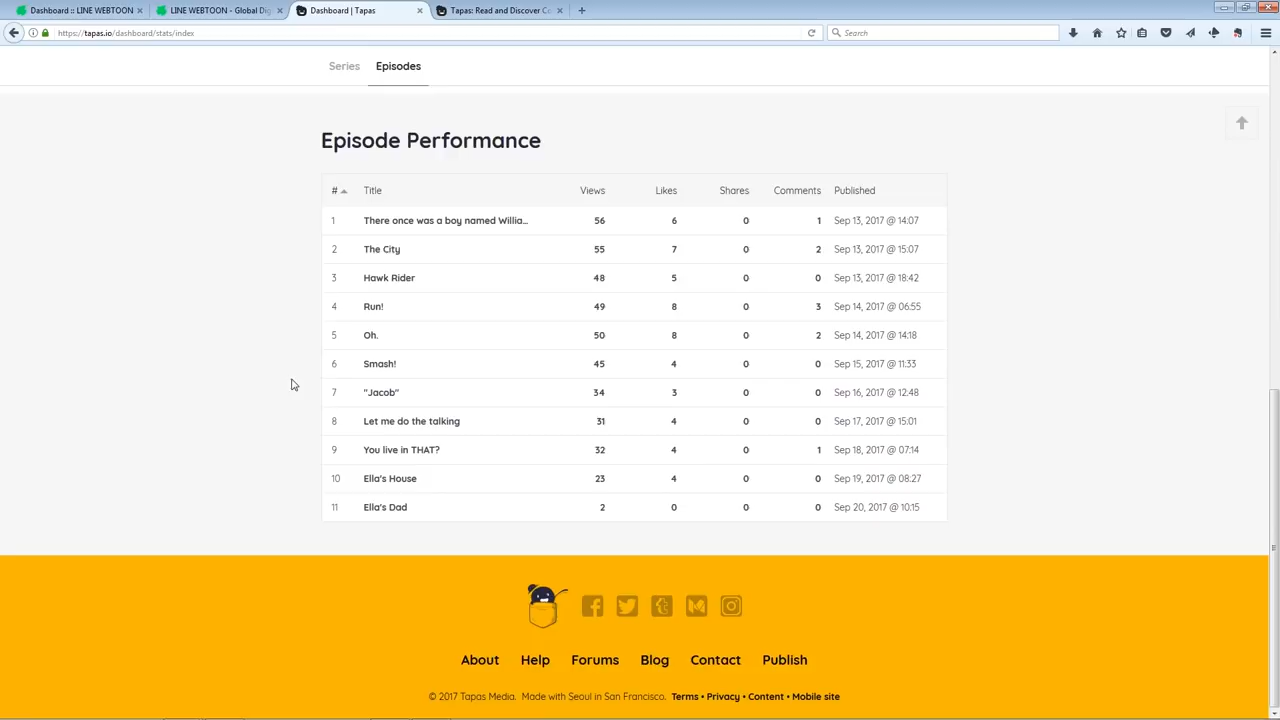 Dashboard :: LINE WEBTOON
LINE WEBTOON - Global Dig
Dashboard | Tapas
Tapas: Read and Discover C
https://tapas.io/dashboard/stats/index
Search
Series Episodes
Episode Performance
# Title Views Likes Shares Comments Published
1 There once was a boy named Willia... 56 6 0 1 Sep 13, 2017 @ 14:07
2 The City 55 7 0 2 Sep 13, 2017 @ 15:07
3 Hawk Rider 48 5 0 0 Sep 13, 2017 @ 18:42
4 Run! 49 8 0 3 Sep 14, 2017 @ 06:55
5 Oh. 50 8 0 2 Sep 14, 2017 @ 14:18
6 Smash! 45 4 0 0 Sep 15, 2017 @ 11:33
7 "Jacob" 34 3 0 0 Sep 16, 2017 @ 12:48
8 Let me do the talking 31 4 0 0 Sep 17, 2017 @ 15:01
9 You live in THAT? 32 4 0 1 Sep 18, 2017 @ 07:14
10 Ella's House 23 4 0 0 Sep 19, 2017 @ 08:27
11 Ella's Dad 2 0 0 0 Sep 20, 2017 @ 10:15
About Help Forums Blog Contact Publish
© 2017 Tapas Media. Made with Seoul in San Francisco. Terms • Privacy • Content • Mobile site